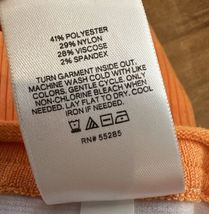 41% POLYESTER
29% NYLON
28% VISCOSE
2% SPANDEX
TURN GARMENT INSIDE OUT.
MACHINE WASH COLD WITH LIKE
COLORS. GENTLE CYCLE. ONLY
NON-CHLORINE BLEACH WHEN
NEEDED. LAY FLAT TO DRY. COOL
IRON IF NEEDED.
RN# 55285